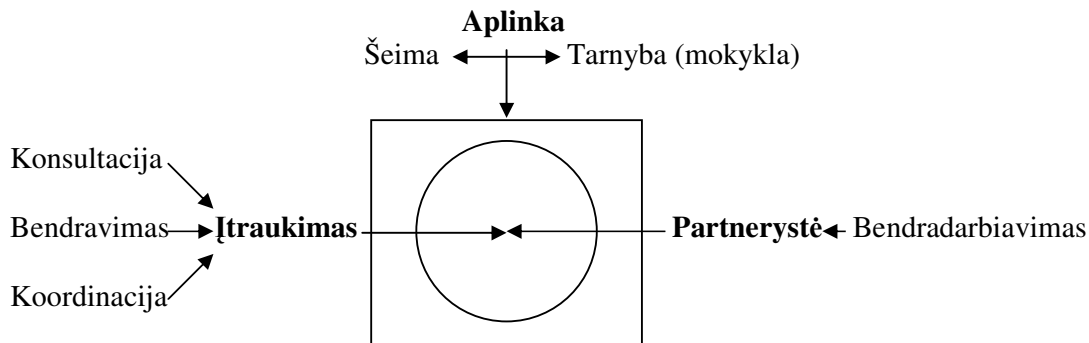 Aplinka
Šeima Tarnyba (mokykla)
Konsultacija
Bendravimas Įtraukimas Partnerystė Bendradarbiavimas
Koordinacija